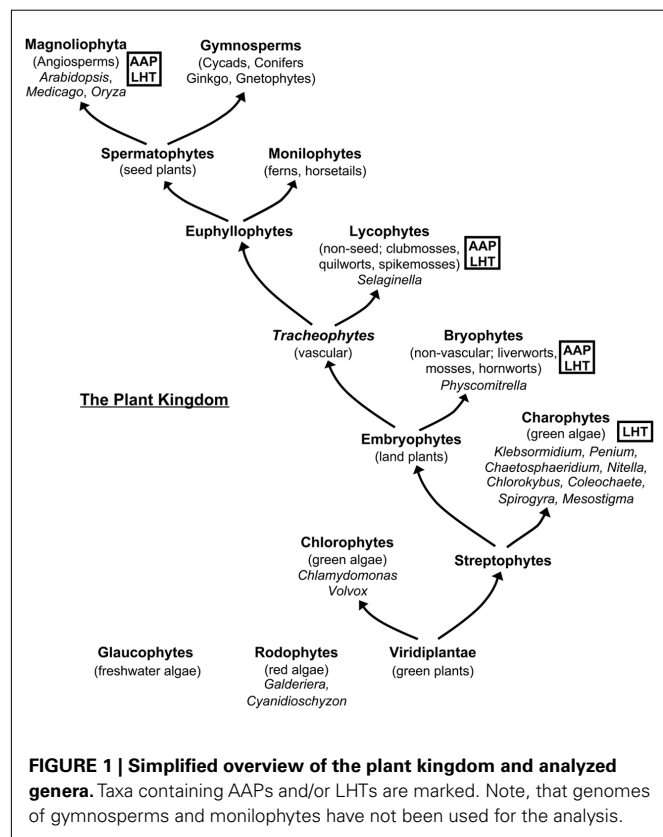 Magnoliophyta
(Angiosperms)
Arabidopsis,
Medicago, Oryza
AAP
LHT
Gymnosperms
(Cycads, Conifers
Ginkgo, Gnetophytes)
Spermatophytes
(seed plants)
Monilophytes
(ferns, horsetails)
Euphyllophytes
Lycophytes
(non-seed; clubmosses,
quilworts, spikemosses)
Selaginella
AAP
LHT
Tracheophytes
(vascular)
Bryophytes
(non-vascular; liverworts,
mosses, hornworts)
Physcomitrella
AAP
LHT
The Plant Kingdom
Embryophytes
(land plants)
Charophytes
(green algae)
LHT
Klebsormidium, Penium,
Chaetosphaeridium, Nitella,
Chlorokybus, Coleochaete,
Spirogyra, Mesostigma
Chlorophytes
(green algae)
Chlamydomonas
Volvox
Streptophytes
Glaucophytes
(freshwater algae)
Rodophytes
(red algae)
Galderiera,
Cyanidioschyzon
Viridiplantae
(green plants)
FIGURE 1 | Simplified overview of the plant kingdom and analyzed
genera. Taxa containing AAPs and/or LHTs are marked. Note, that genomes
of gymnosperms and monilophytes have not been used for the analysis.